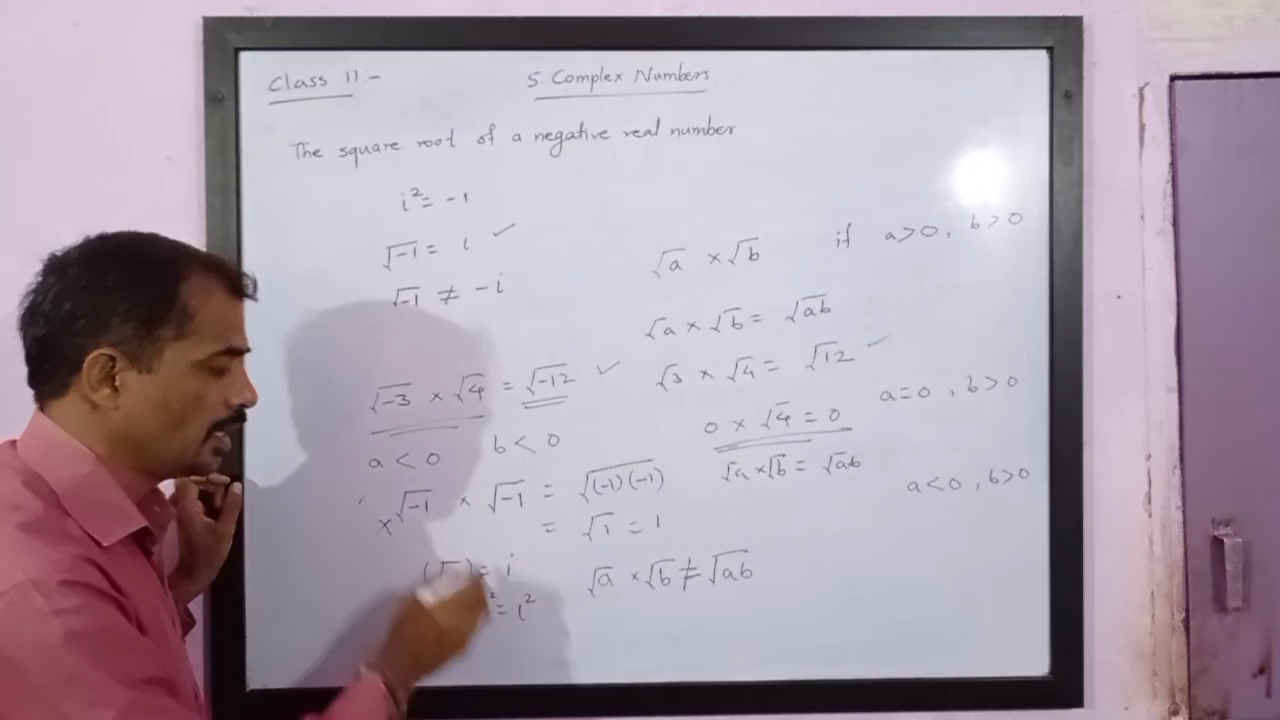 Class 11:-
5 Complex Numbers
The square root of a negative real number
i² = -1
√-1 = i ✓
√-1 ≠ -i
√a × √b if a>0, b>0
√a × √b = √ab
√3 × √4 = √12 ✓
√-3 × √4 = √-12 ✓
0 × √4 = 0 a=0, b>0
a < 0 b < 0
√a × √b = √ab a<0, b>0
× √-1 × √-1 = √(-1)(-1)
= √1 = 1
= i
√a × √b ≠ √ab
² = i²